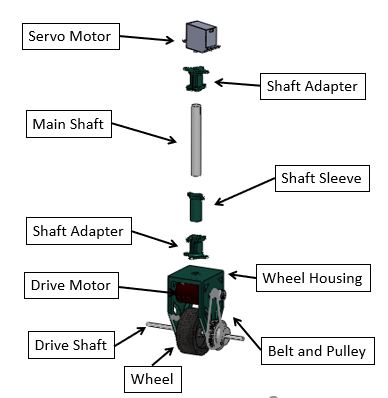 Servo Motor
Shaft Adapter
Main Shaft
Shaft Sleeve
Shaft Adapter
Wheel Housing
Drive Motor
Drive Shaft
Belt and Pulley
Wheel